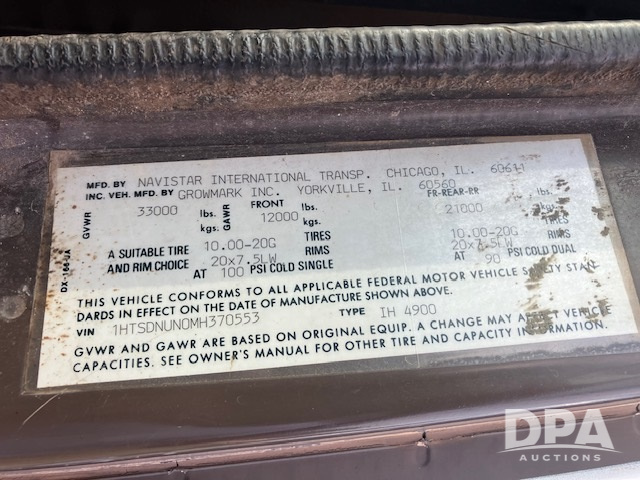 MFD. BY NAVISTAR INTERNATIONAL TRANSP. CHICAGO, IL. 60611
INC. VEH. MFD. BY GROWMARK INC. YORKVILLE, IL. 60560
GVWR 33000 lbs. kgs. GAWR FRONT 12000 lbs. kgs. FR-REAR-RR 21000 lbs. kgs.
A SUITABLE TIRE 10.00-20G TIRES 10.00-20G TIRES
AND RIM CHOICE 20x7.5LW RIMS 20x7.5LW RIMS
AT 100 PSI COLD SINGLE AT 90 PSI COLD DUAL
THIS VEHICLE CONFORMS TO ALL APPLICABLE FEDERAL MOTOR VEHICLE SAFETY STAN-
DARDS IN EFFECT ON THE DATE OF MANUFACTURE SHOWN ABOVE.
VIN 1HTSDNUN0MH370553 TYPE IH 4900
GVWR AND GAWR ARE BASED ON ORIGINAL EQUIP. A CHANGE MAY AFFECT VEHICLE
CAPACITIES. SEE OWNER'S MANUAL FOR OTHER TIRE AND CAPACITY INFORMATION.
DPA
AUCTIONS